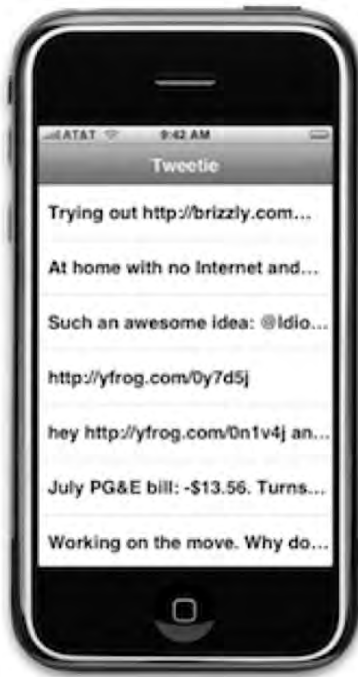 AT&T 9:42 AM
Tweetie
Trying out http://brizzly.com...
At home with no Internet and...
Such an awesome idea: @Idio...
http://yfrog.com/0y7d5j
hey http://yfrog.com/0n1v4j an...
July PG&E bill: -$13.56. Turns...
Working on the move. Why do...